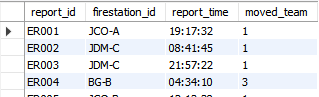 report_id firestation_id report_time moved_team
ER001 JCO-A 19:17:32 1
ER002 JDM-C 08:41:45 1
ER003 JDM-C 21:57:22 1
ER004 BG-B 04:34:10 3